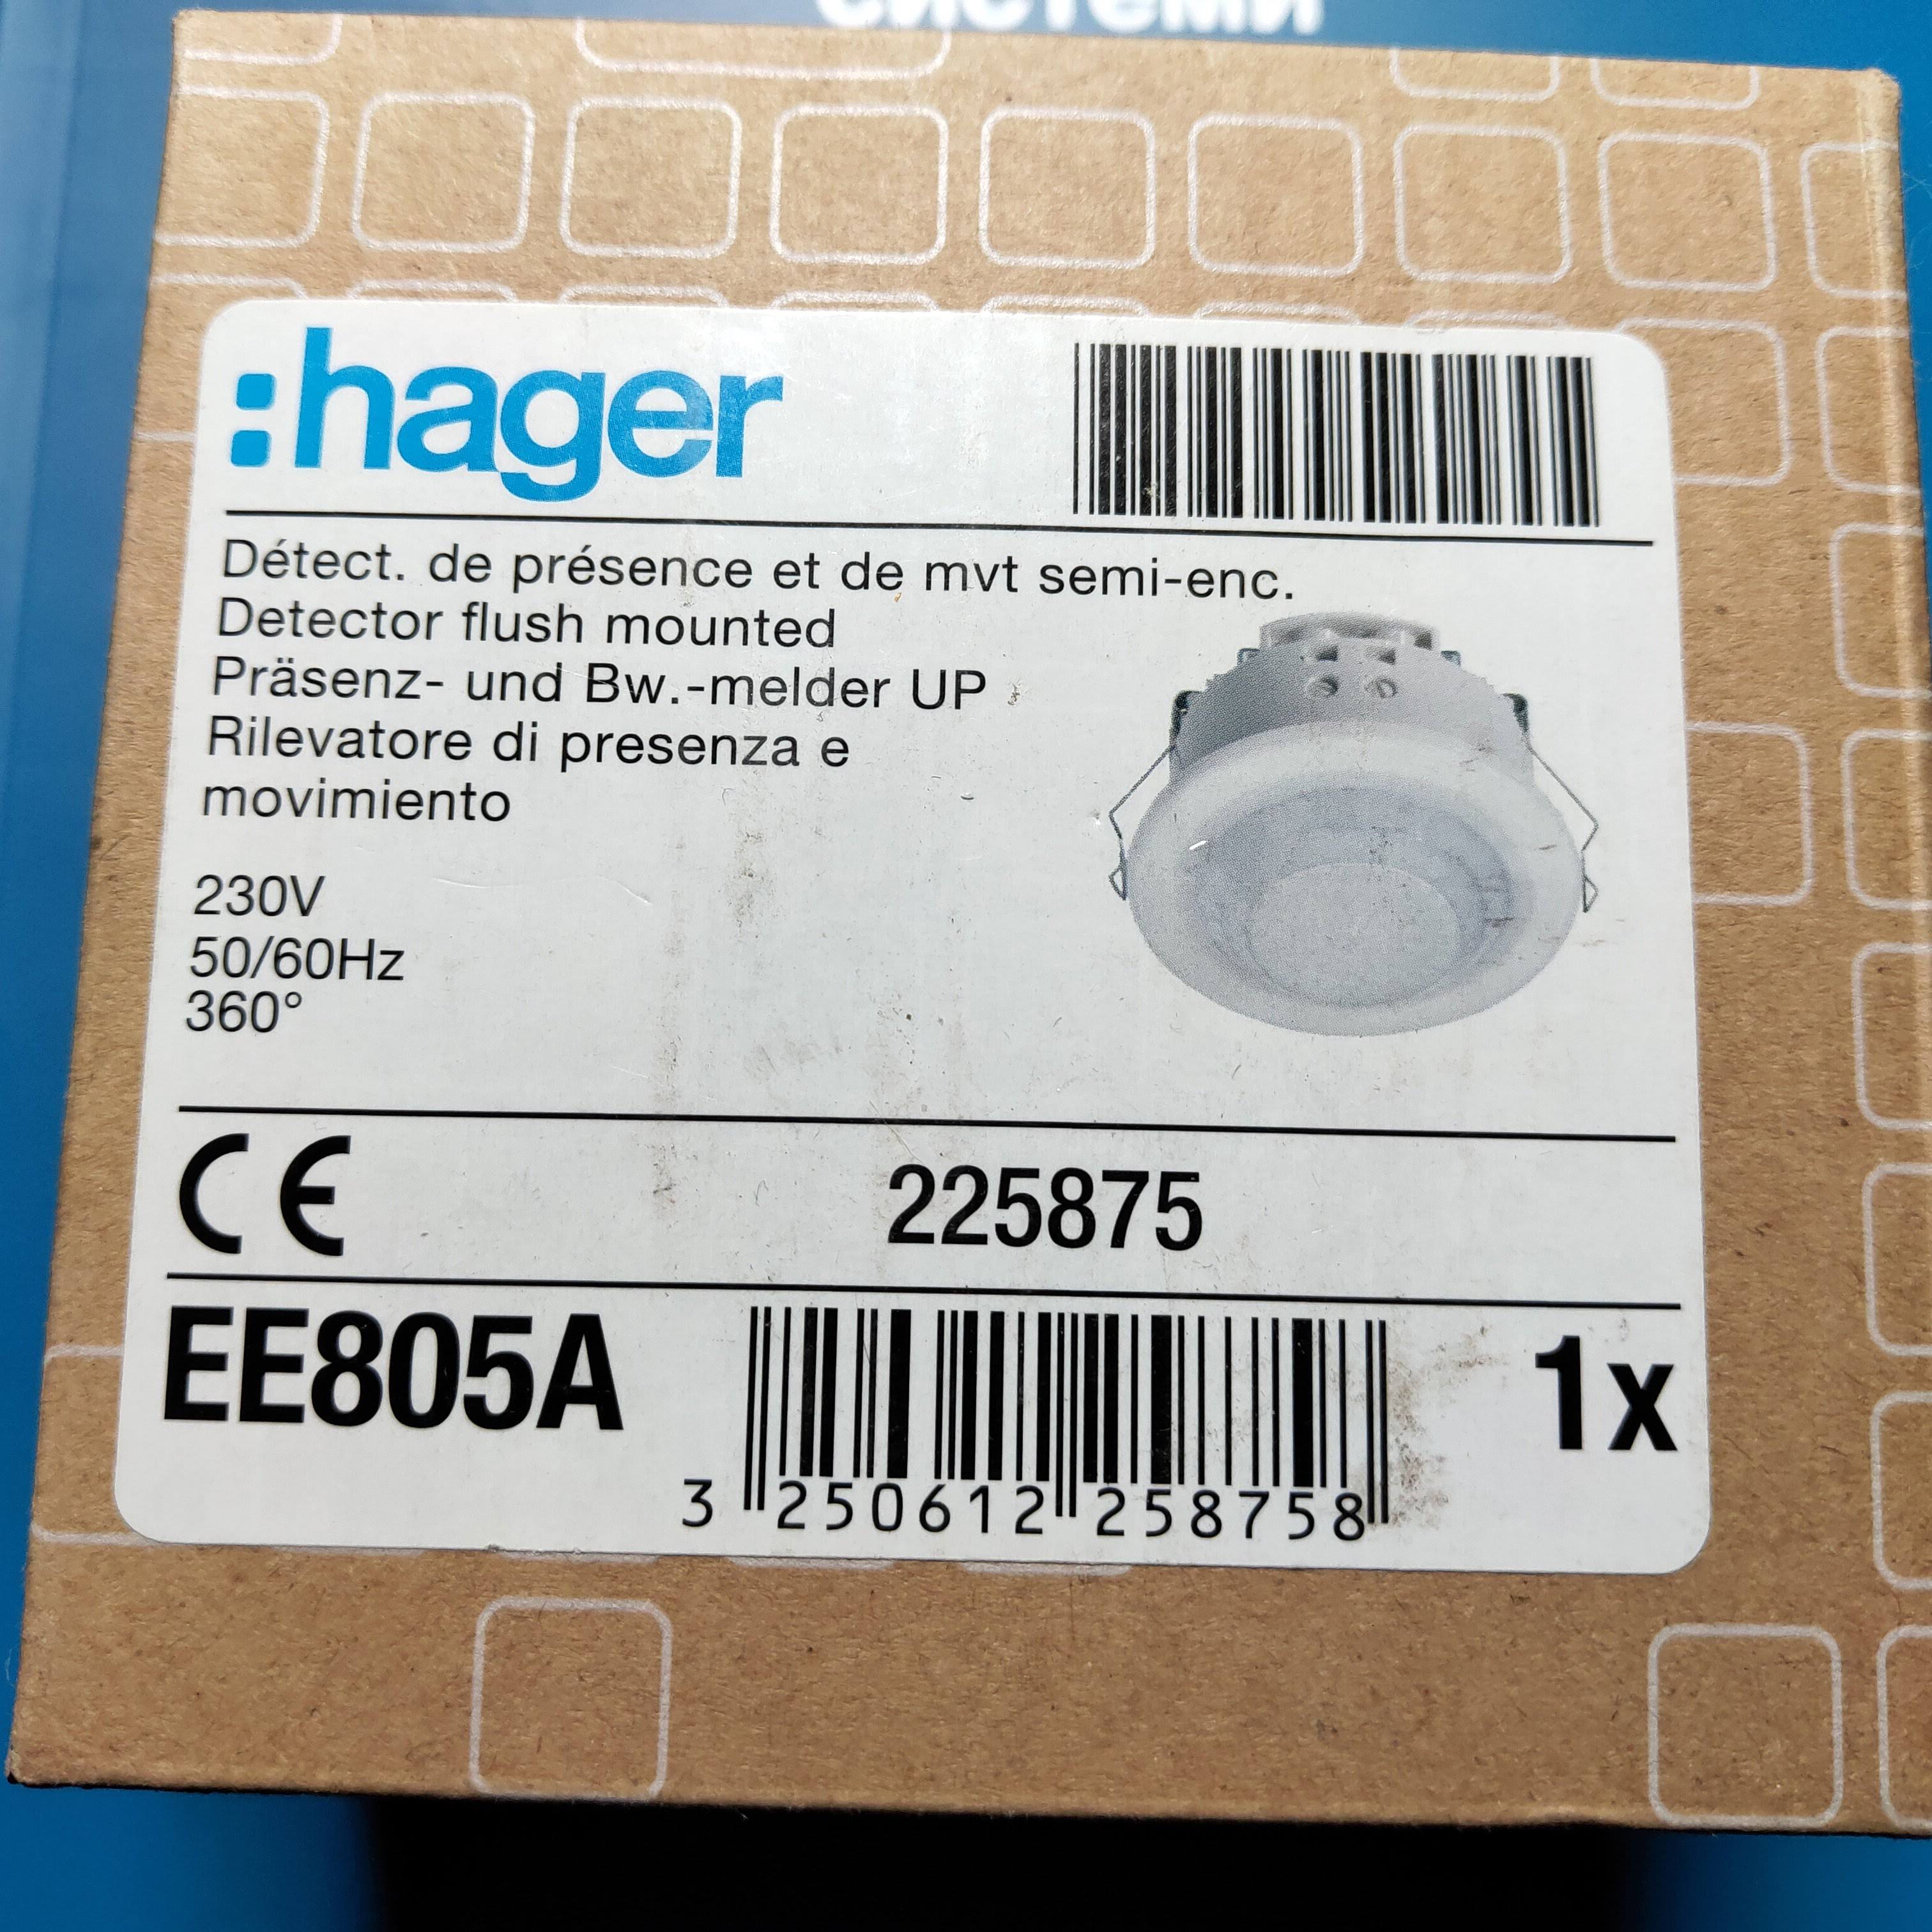 системи
:hager
Détect. de présence et de mvt semi-enc.
Detector flush mounted
Präsenz- und Bw.-melder UP
Rilevatore di presenza e
movimiento
230V
50/60Hz
360°
CE
225875
EE805A
1x
3 250612 258758